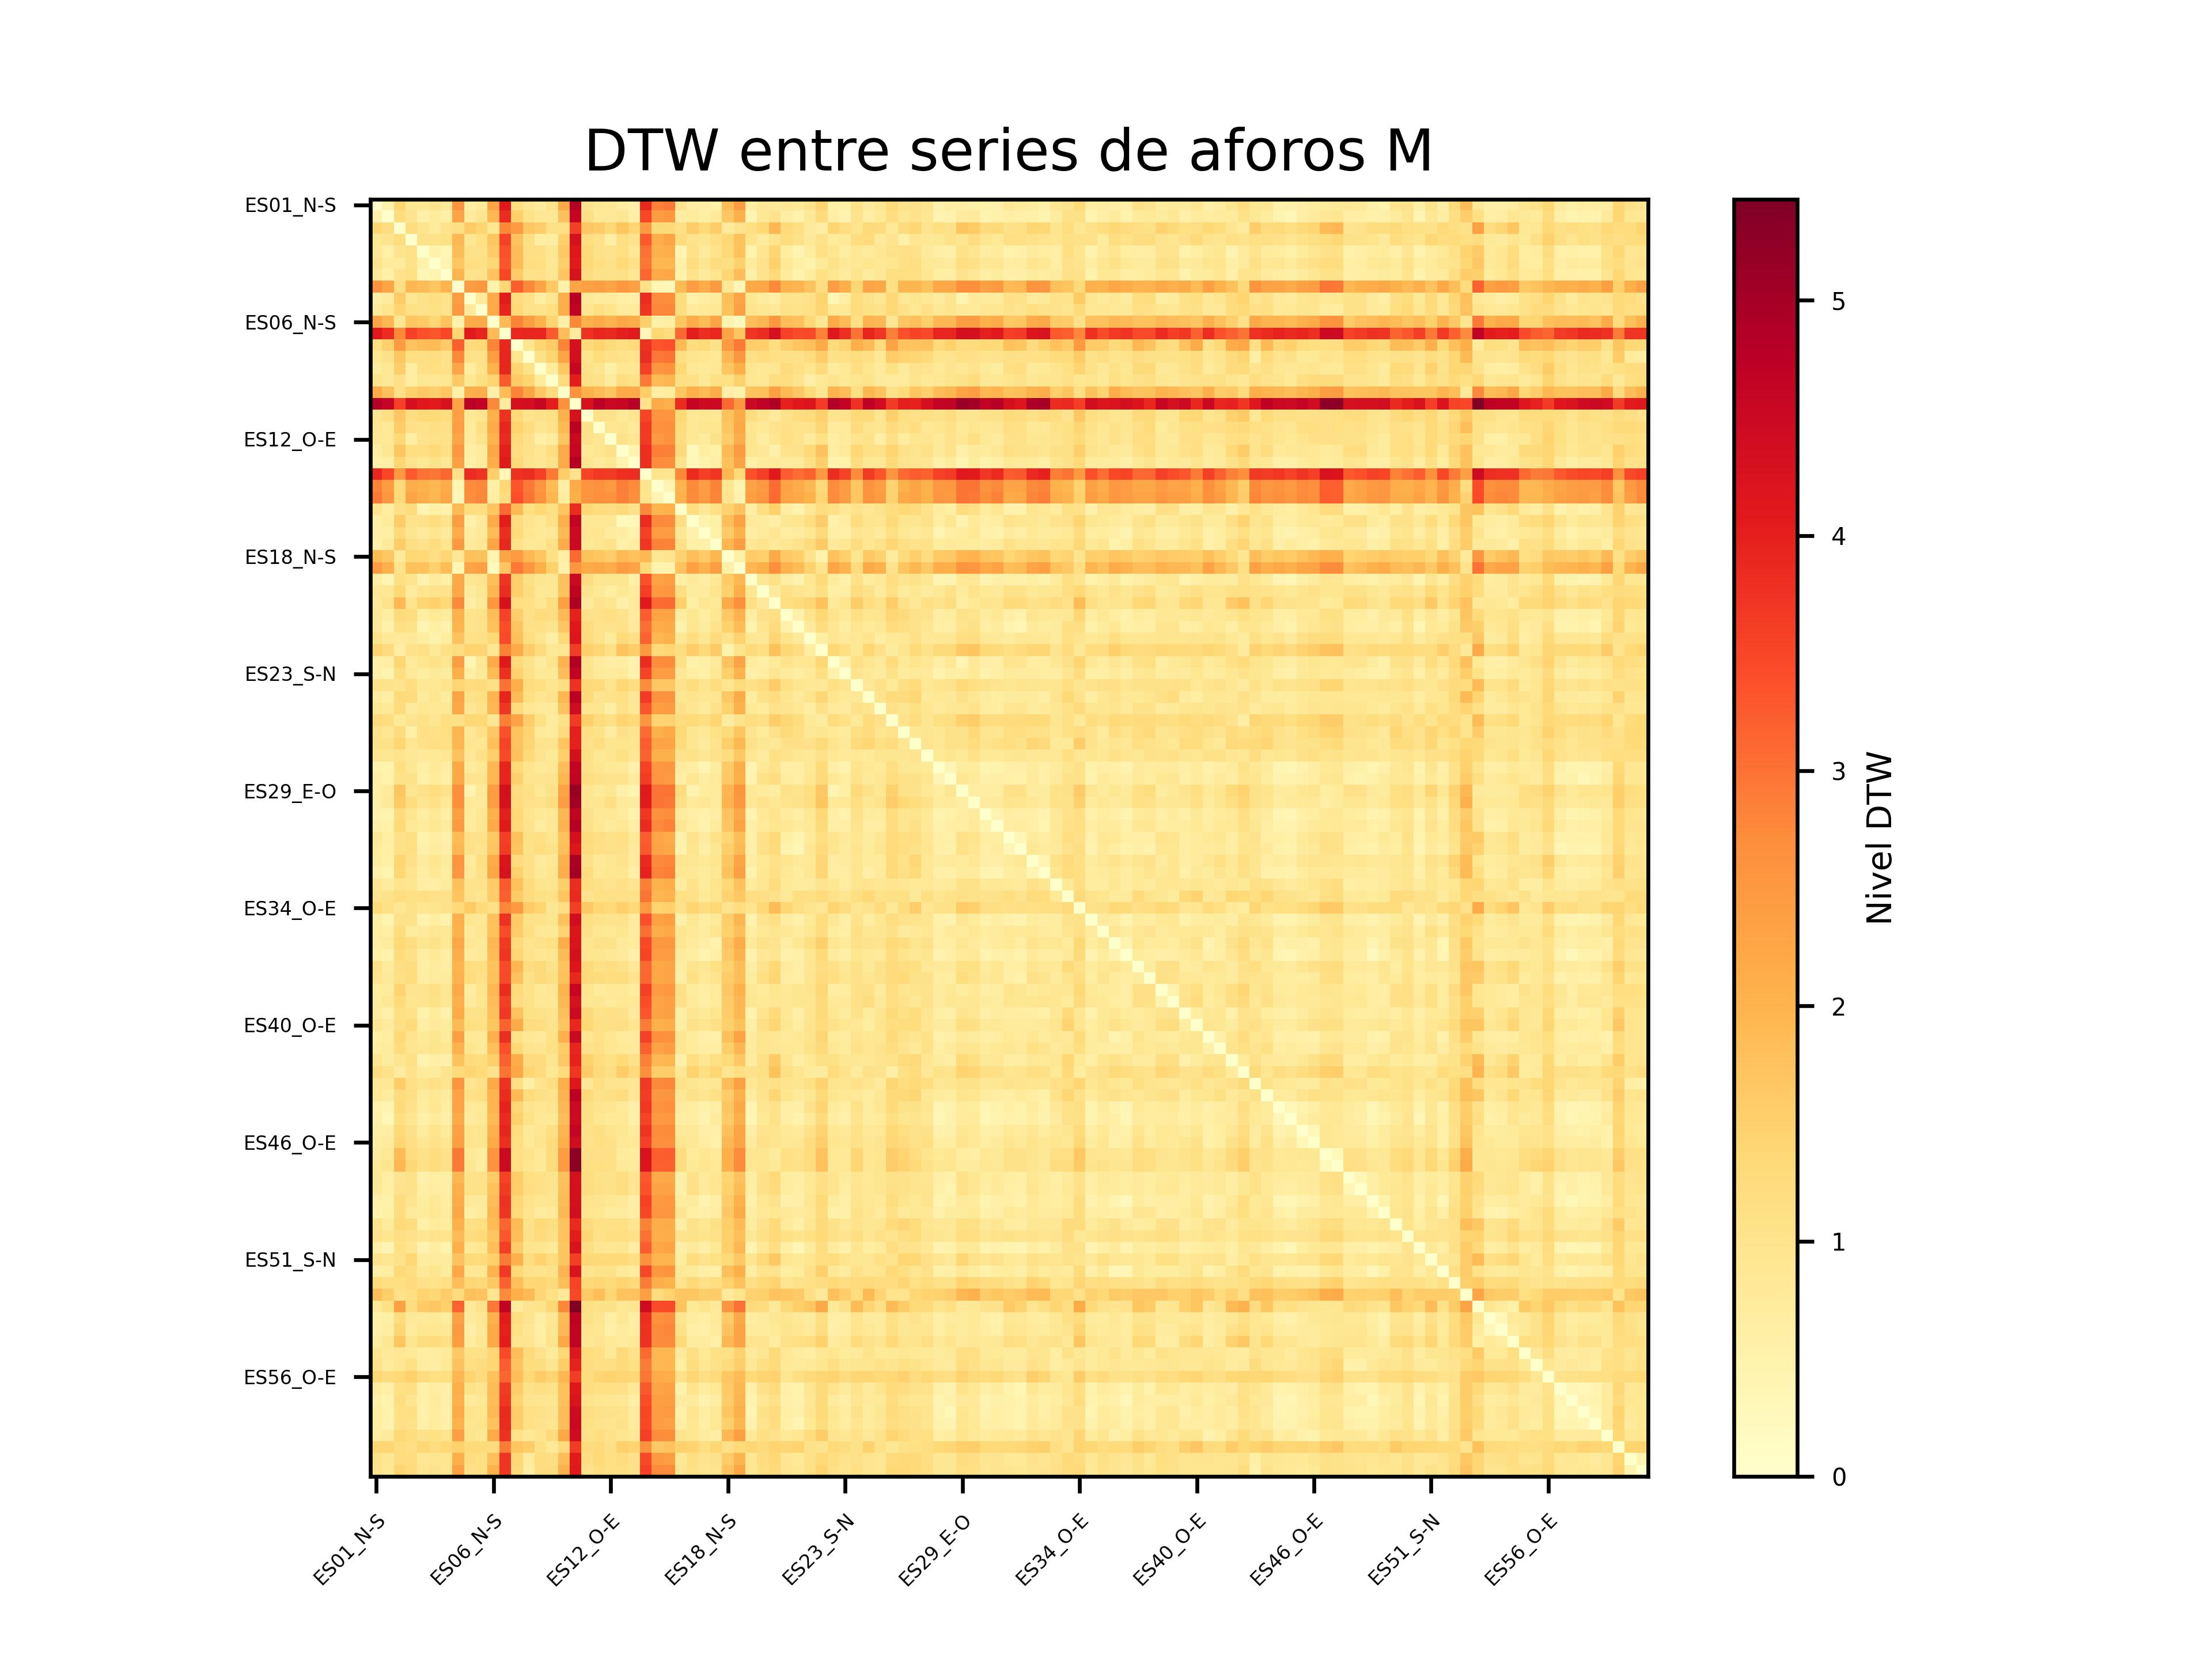 DTW entre series de aforos M
ES01_N-S
ES06_N-S
ES12_O-E
ES18_N-S
ES23_S-N
ES29_E-O
ES34_O-E
ES40_O-E
ES46_O-E
ES51_S-N
ES56_O-E
ES01_N-S
ES06_N-S
ES12_O-E
ES18_N-S
ES23_S-N
ES29_E-O
ES34_O-E
ES40_O-E
ES46_O-E
ES51_S-N
ES56_O-E
5
4
3
2
1
0
Nivel DTW